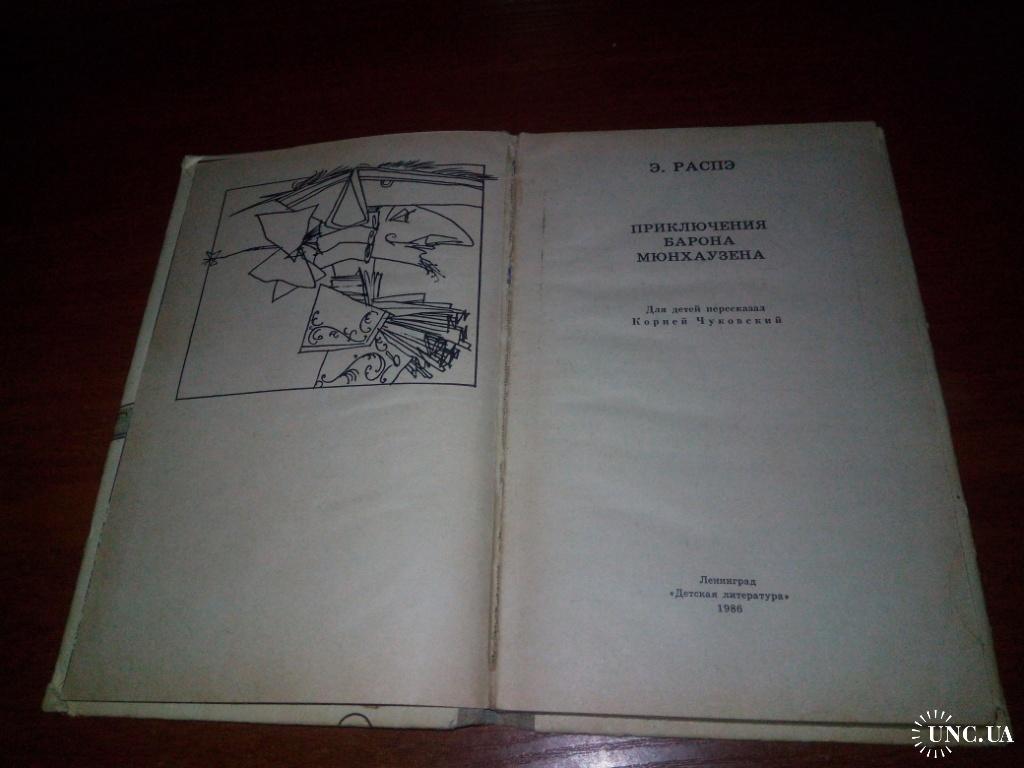 Э. РАСПЭ
ПРИКЛЮЧЕНИЯ
БАРОНА
МЮНХАУЗЕНА
Для детей пересказал
Корней Чуковский
Ленинград
«Детская литература»
1986
UNC.UA